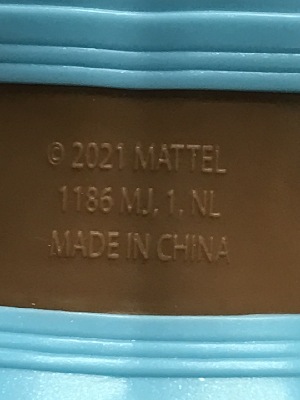 © 2021 MATTEL
1186 MJ, 1, NL
MADE IN CHINA